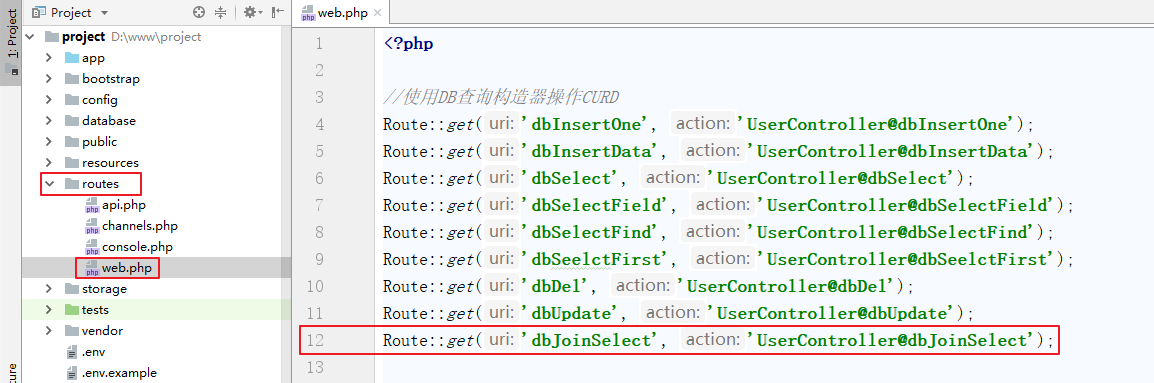 1: Project
Project
project D:\www\project
app
bootstrap
config
database
public
resources
routes
php api.php
php channels.php
php console.php
php web.php
storage
tests
vendor
.env
.env.example
php web.php
1 <?php
2
3 //使用DB查询构造器操作CURD
4 Route::get( uri: 'dbInsertOne', action: 'UserController@dbInsertOne');
5 Route::get( uri: 'dbInsertData', action: 'UserController@dbInsertData');
6 Route::get( uri: 'dbSelect', action: 'UserController@dbSelect');
7 Route::get( uri: 'dbSelectField', action: 'UserController@dbSelectField');
8 Route::get( uri: 'dbSelectFind', action: 'UserController@dbSelectFind');
9 Route::get( uri: 'dbSeelctFirst', action: 'UserController@dbSeelctFirst');
10 Route::get( uri: 'dbDel', action: 'UserController@dbDel');
11 Route::get( uri: 'dbUpdate', action: 'UserController@dbUpdate');
12 Route::get( uri: 'dbJoinSelect', action: 'UserController@dbJoinSelect');
13